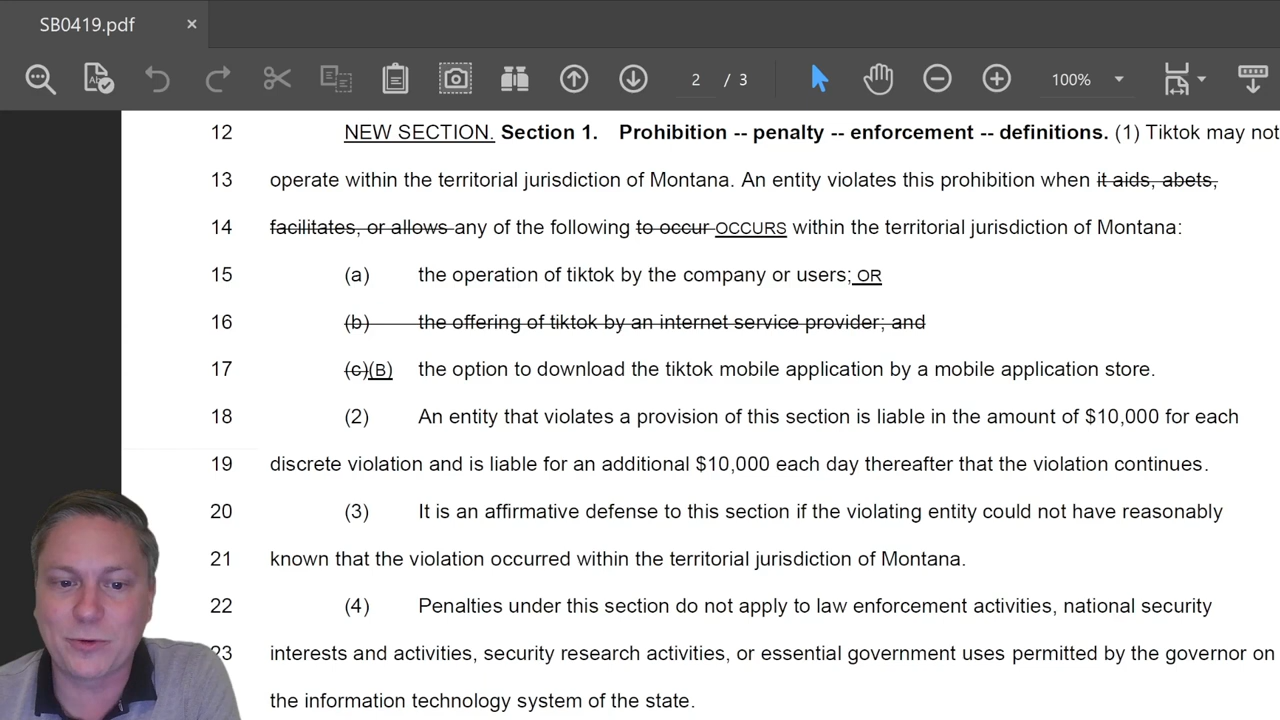 SB0419.pdf ×
2 / 3 100%
12 NEW SECTION. Section 1. Prohibition -- penalty -- enforcement -- definitions. (1) Tiktok may not
13 operate within the territorial jurisdiction of Montana. An entity violates this prohibition when it aids, abets,
14 facilitates, or allows any of the following to occur OCCURS within the territorial jurisdiction of Montana:
15 (a) the operation of tiktok by the company or users; OR
16 (b) the offering of tiktok by an internet service provider; and
17 (c)(B) the option to download the tiktok mobile application by a mobile application store.
18 (2) An entity that violates a provision of this section is liable in the amount of $10,000 for each
19 discrete violation and is liable for an additional $10,000 each day thereafter that the violation continues.
20 (3) It is an affirmative defense to this section if the violating entity could not have reasonably
21 known that the violation occurred within the territorial jurisdiction of Montana.
22 (4) Penalties under this section do not apply to law enforcement activities, national security
23 interests and activities, security research activities, or essential government uses permitted by the governor on
the information technology system of the state.